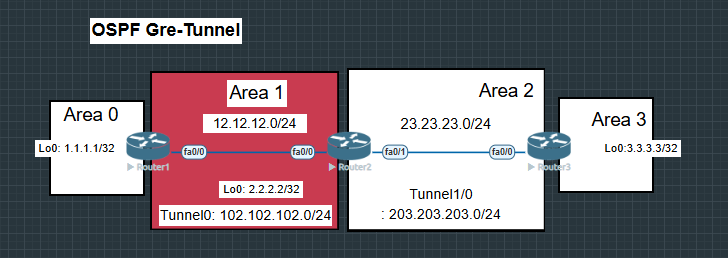 OSPF Gre-Tunnel
Area 0
Lo0: 1.1.1.1/32
Router1
Area 1
12.12.12.0/24
fa0/0
fa0/0
Lo0: 2.2.2.2/32
Tunnel0: 102.102.102.0/24
Router2
Area 2
23.23.23.0/24
fa0/1
fa0/0
Tunnel1/0
: 203.203.203.0/24
Router3
Area 3
Lo0:3.3.3.3/32